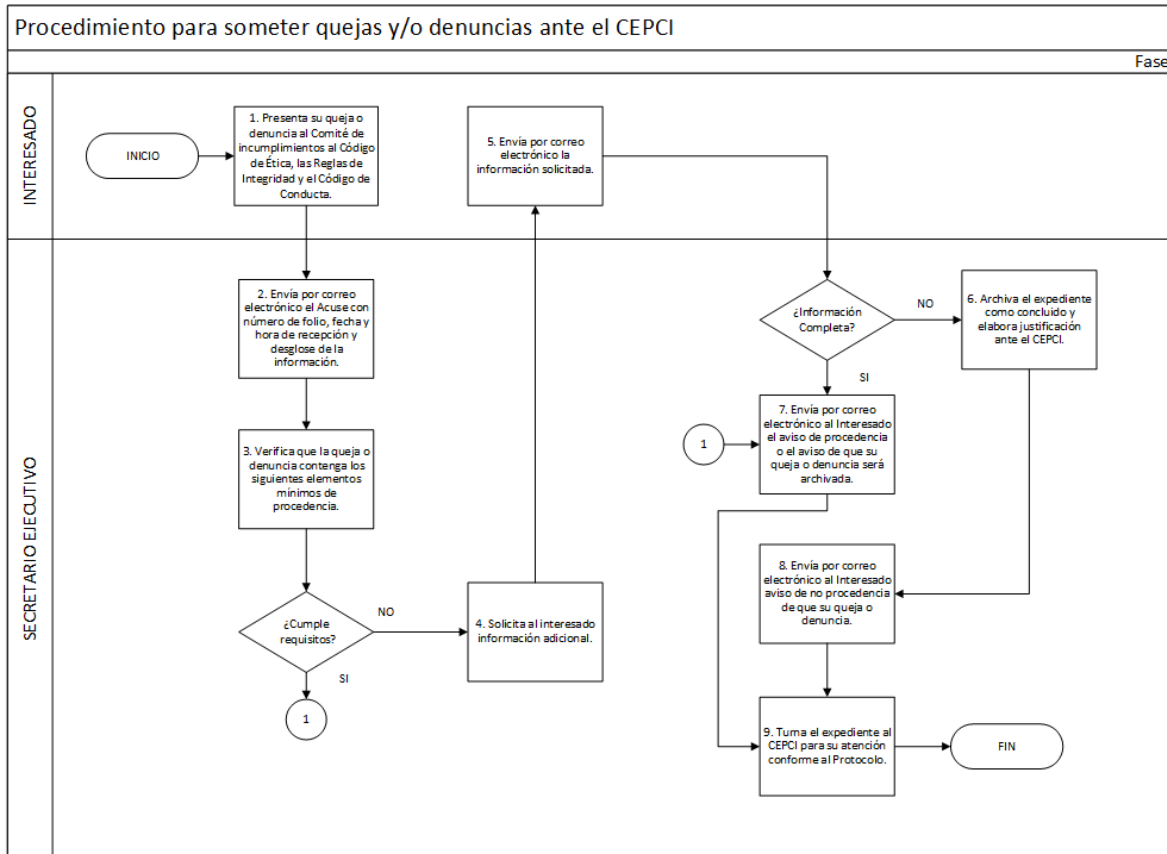 Procedimiento para someter quejas y/o denuncias ante el CEPCI
Fase
INTERESADO
INICIO
1. Presenta su queja o
denuncia al Comité de
incumplimientos al Código
de Ética, las Reglas de
Integridad y el Código de
Conducta.
5. Envía por correo
electrónico la
información solicitada.
SECRETARIO EJECUTIVO
2. Envía por correo
electrónico el Acuse con
número de folio, fecha y
hora de recepción y
desglose de la
información.
3. Verifica que la queja o
denuncia contenga los
siguientes elementos
mínimos de
procedencia.
¿Cumple
requisitos?
NO
SI
1
4. Solicita al interesado
información adicional.
¿Información
Completa?
NO
SI
6. Archiva el expediente
como concluido y
elabora justificación
ante el CEPCI.
1
7. Envía por correo
electrónico al Interesado
el aviso de procedencia
o el aviso de que su
queja o denuncia será
archivada.
8. Envía por correo
electrónico al Interesado
aviso de no procedencia
de que su queja o
denuncia.
9. Turna el expediente al
CEPCI para su atención
conforme al Protocolo.
FIN